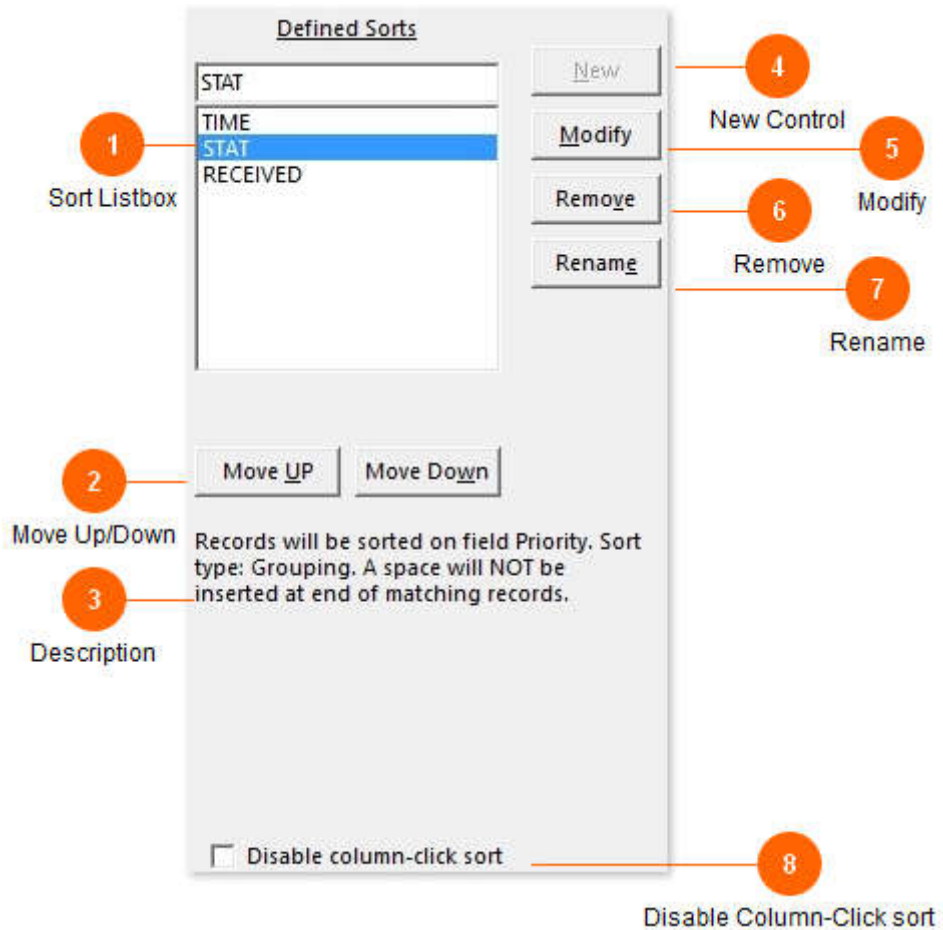 Defined Sorts
STAT
New
4
New Control
TIME
STAT
RECEIVED
1
Sort Listbox
Modify
5
Modify
Remove
6
Remove
Rename
7
Rename
Move UP
Move Down
2
Move Up/Down
Records will be sorted on field Priority. Sort
type: Grouping. A space will NOT be
inserted at end of matching records.
3
Description
Disable column-click sort
8
Disable Column-Click sort